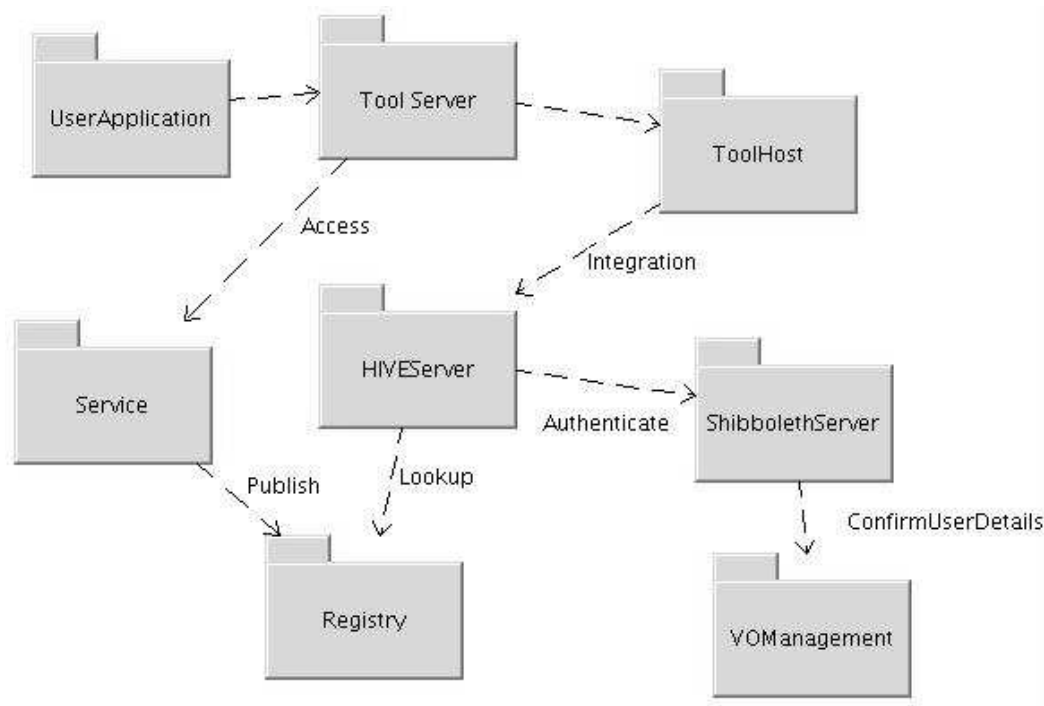 Tool Server
UserApplication
ToolHost
Access
Integration
HIVEServer
Service
Authenticate
ShibbolethServer
Publish
Lookup
ConfirmUserDetails
Registry
VOManagement